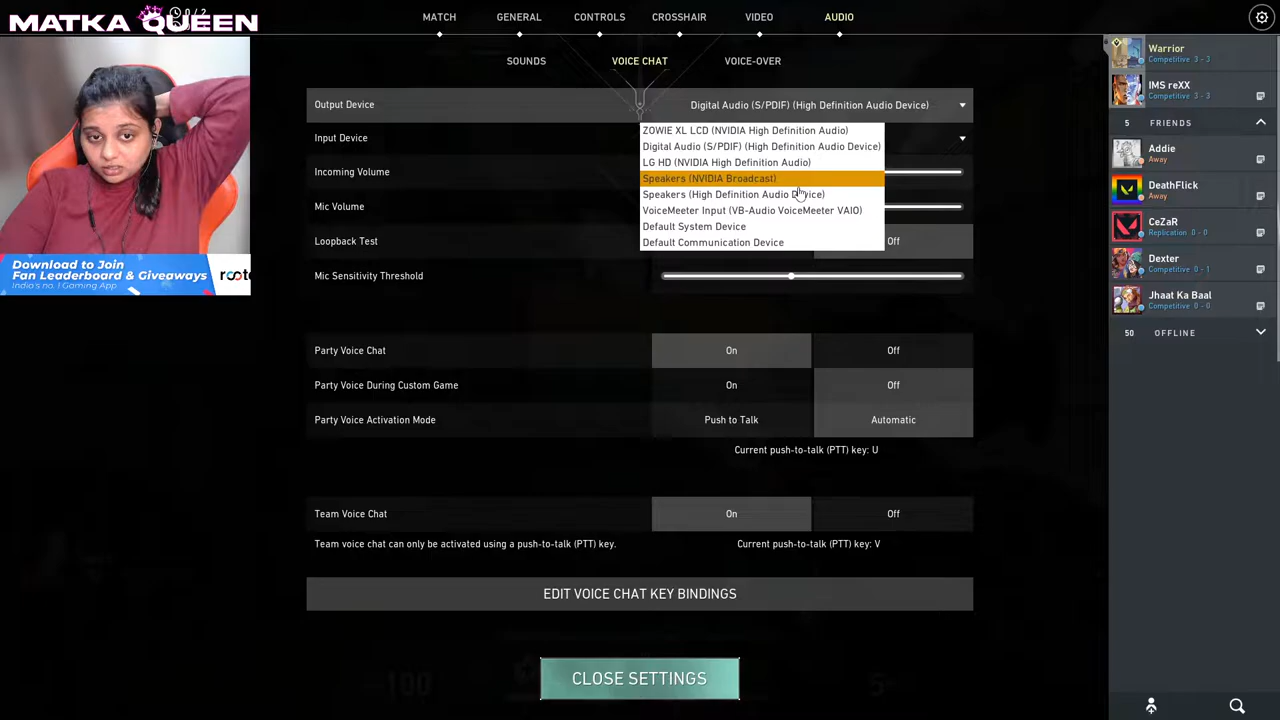 MATKA QUEEN
0 / 2
MATCH
GENERAL
CONTROLS
CROSSHAIR
VIDEO
AUDIO
SOUNDS
VOICE CHAT
VOICE-OVER
Output Device
Digital Audio (S/PDIF) (High Definition Audio Device)
ZOWIE XL LCD (NVIDIA High Definition Audio)
Digital Audio (S/PDIF) (High Definition Audio Device)
LG HD (NVIDIA High Definition Audio)
Speakers (NVIDIA Broadcast)
Speakers (High Definition Audio Device)
VoiceMeeter Input (VB-Audio VoiceMeeter VAIO)
Default System Device
Default Communication Device
Input Device
Incoming Volume
Mic Volume
Loopback Test
Off
Mic Sensitivity Threshold
Party Voice Chat
On
Off
Party Voice During Custom Game
On
Off
Party Voice Activation Mode
Push to Talk
Automatic
Current push-to-talk (PTT) key: U
Team Voice Chat
On
Off
Team voice chat can only be activated using a push-to-talk (PTT) key.
Current push-to-talk (PTT) key: V
EDIT VOICE CHAT KEY BINDINGS
CLOSE SETTINGS
Download to Join
Fan Leaderboard & Giveaways
India's no. 1 Gaming App
Warrior
Competitive 3 - 3
IMS reXX
Competitive 3 - 3
5 FRIENDS
Addie
Away
DeathFlick
Away
CeZaR
Replication 0 - 0
Dexter
Competitive 0 - 1
Jhaat Ka Baal
Competitive 0 - 0
50 OFFLINE